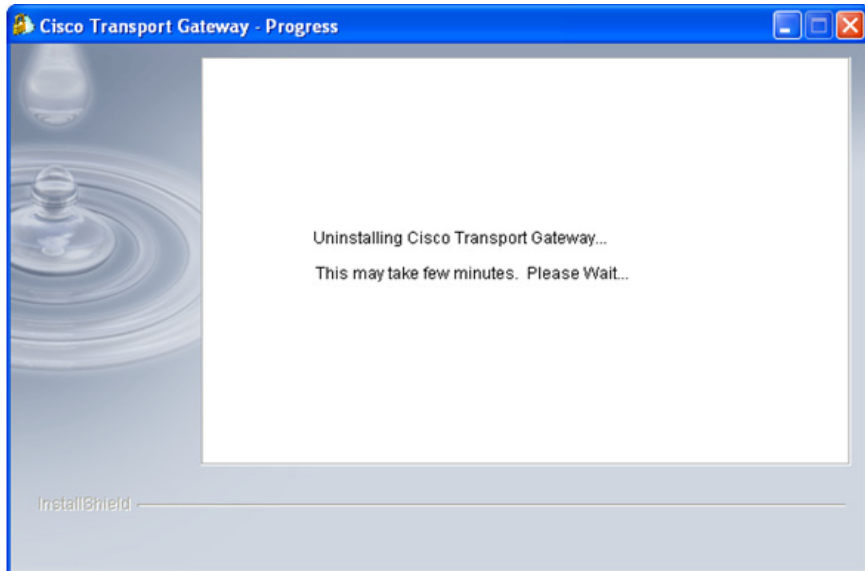 Cisco Transport Gateway - Progress
Uninstalling Cisco Transport Gateway...
This may take few minutes.  Please Wait...
InstallShield